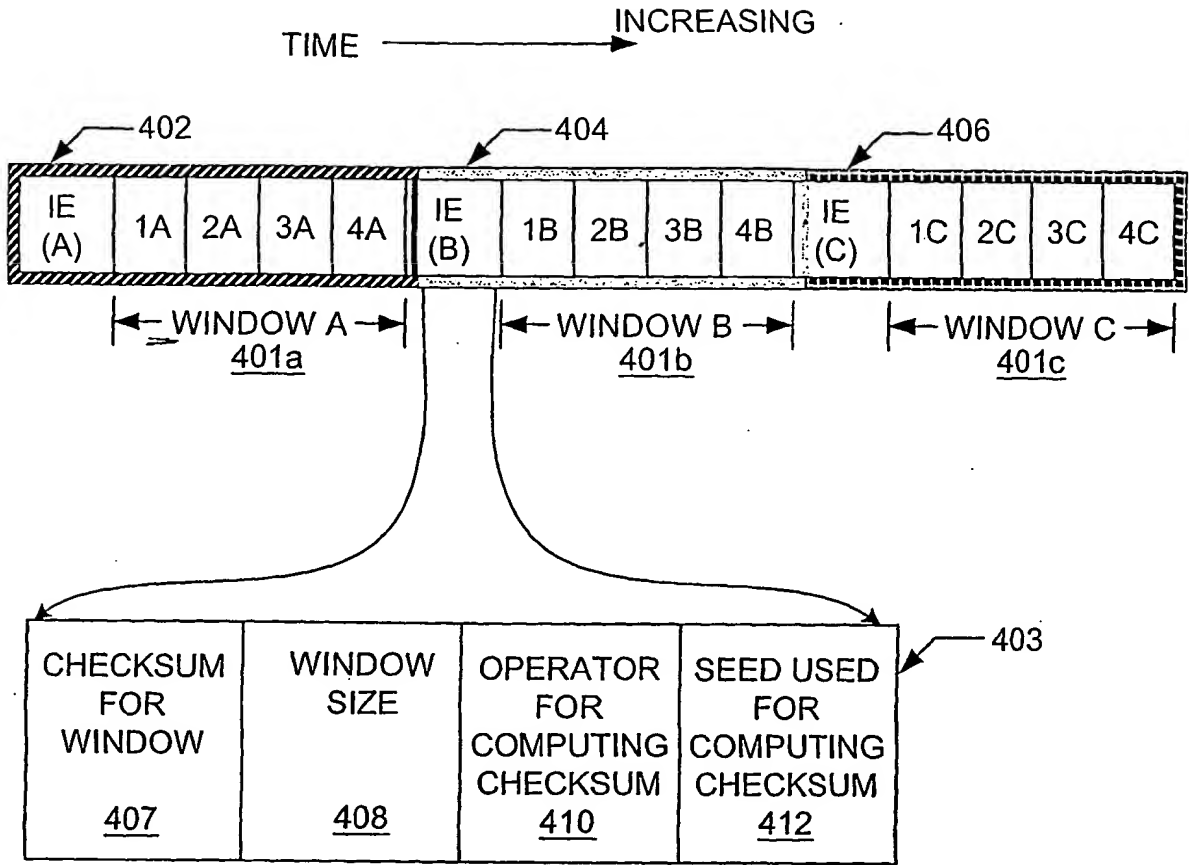 TIME INCREASING
402 404 406
IE (A) 1A 2A 3A 4A IE (B) 1B 2B 3B 4B IE (C) 1C 2C 3C 4C
WINDOW A WINDOW B WINDOW C
401a 401b 401c
403
CHECKSUM
FOR
WINDOW
407
WINDOW
SIZE
408
OPERATOR
FOR
COMPUTING
CHECKSUM
410
SEED USED
FOR
COMPUTING
CHECKSUM
412